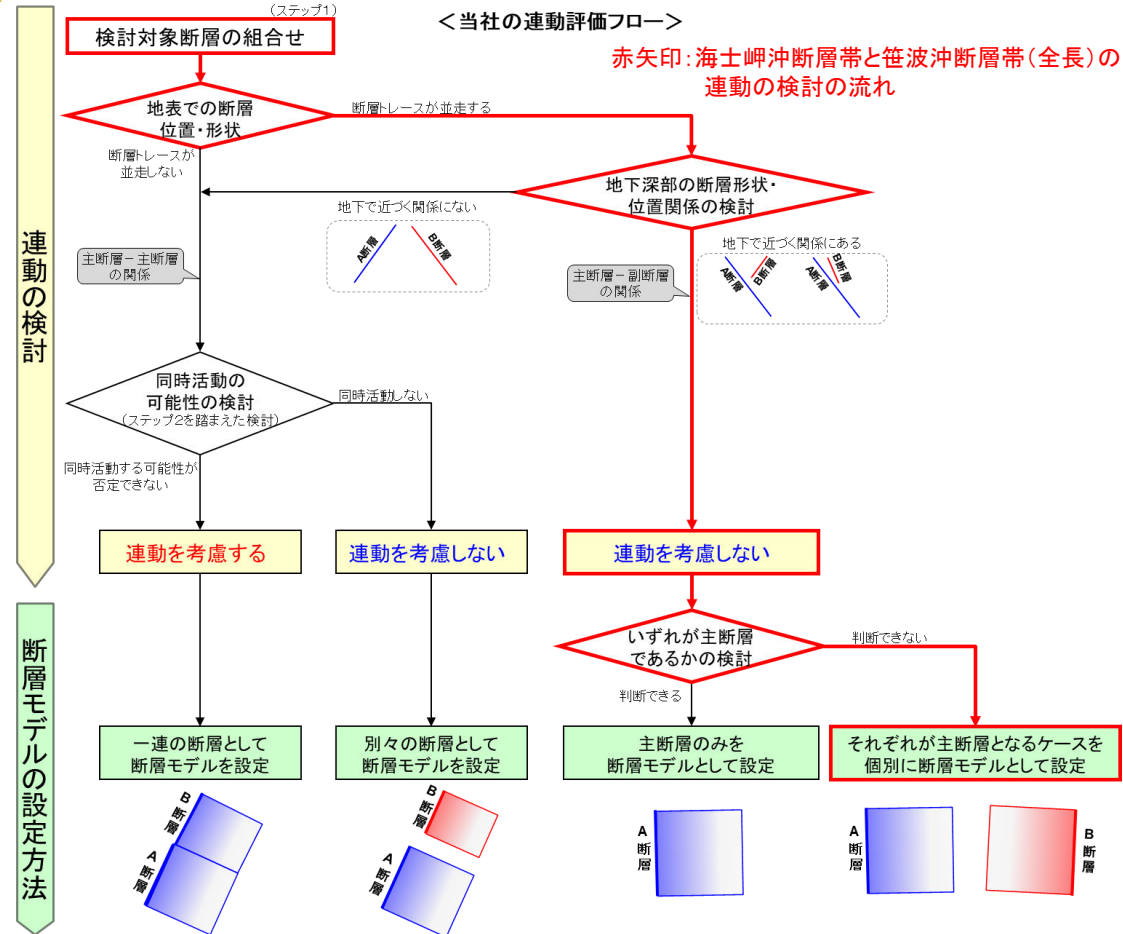 (ステップ1)
＜当社の連動評価フロー＞
検討対象断層の組合せ
赤矢印：海士岬沖断層帯と笹波沖断層帯（全長）の
連動の検討の流れ
地表での断層
位置・形状
断層トレースが並走する
断層トレースが
並走しない
地下深部の断層形状・
位置関係の検討
地下で近づく関係にない
A断層
B断層
地下で近づく関係にある
A断層
B断層
A断層
B断層
主断層－主断層
の関係
主断層－副断層
の関係
連動の検討
同時活動の
可能性の検討
(ステップ2を踏まえた検討)
同時活動しない
同時活動する可能性が
否定できない
連動を考慮する
連動を考慮しない
連動を考慮しない
いずれが主断層
であるかの検討
判断できない
判断できる
断層モデルの設定方法
一連の断層として
断層モデルを設定
別々の断層として
断層モデルを設定
主断層のみを
断層モデルとして設定
それぞれが主断層となるケースを
個別に断層モデルとして設定
B断層
A断層
B断層
A断層
A断層
A断層
B断層